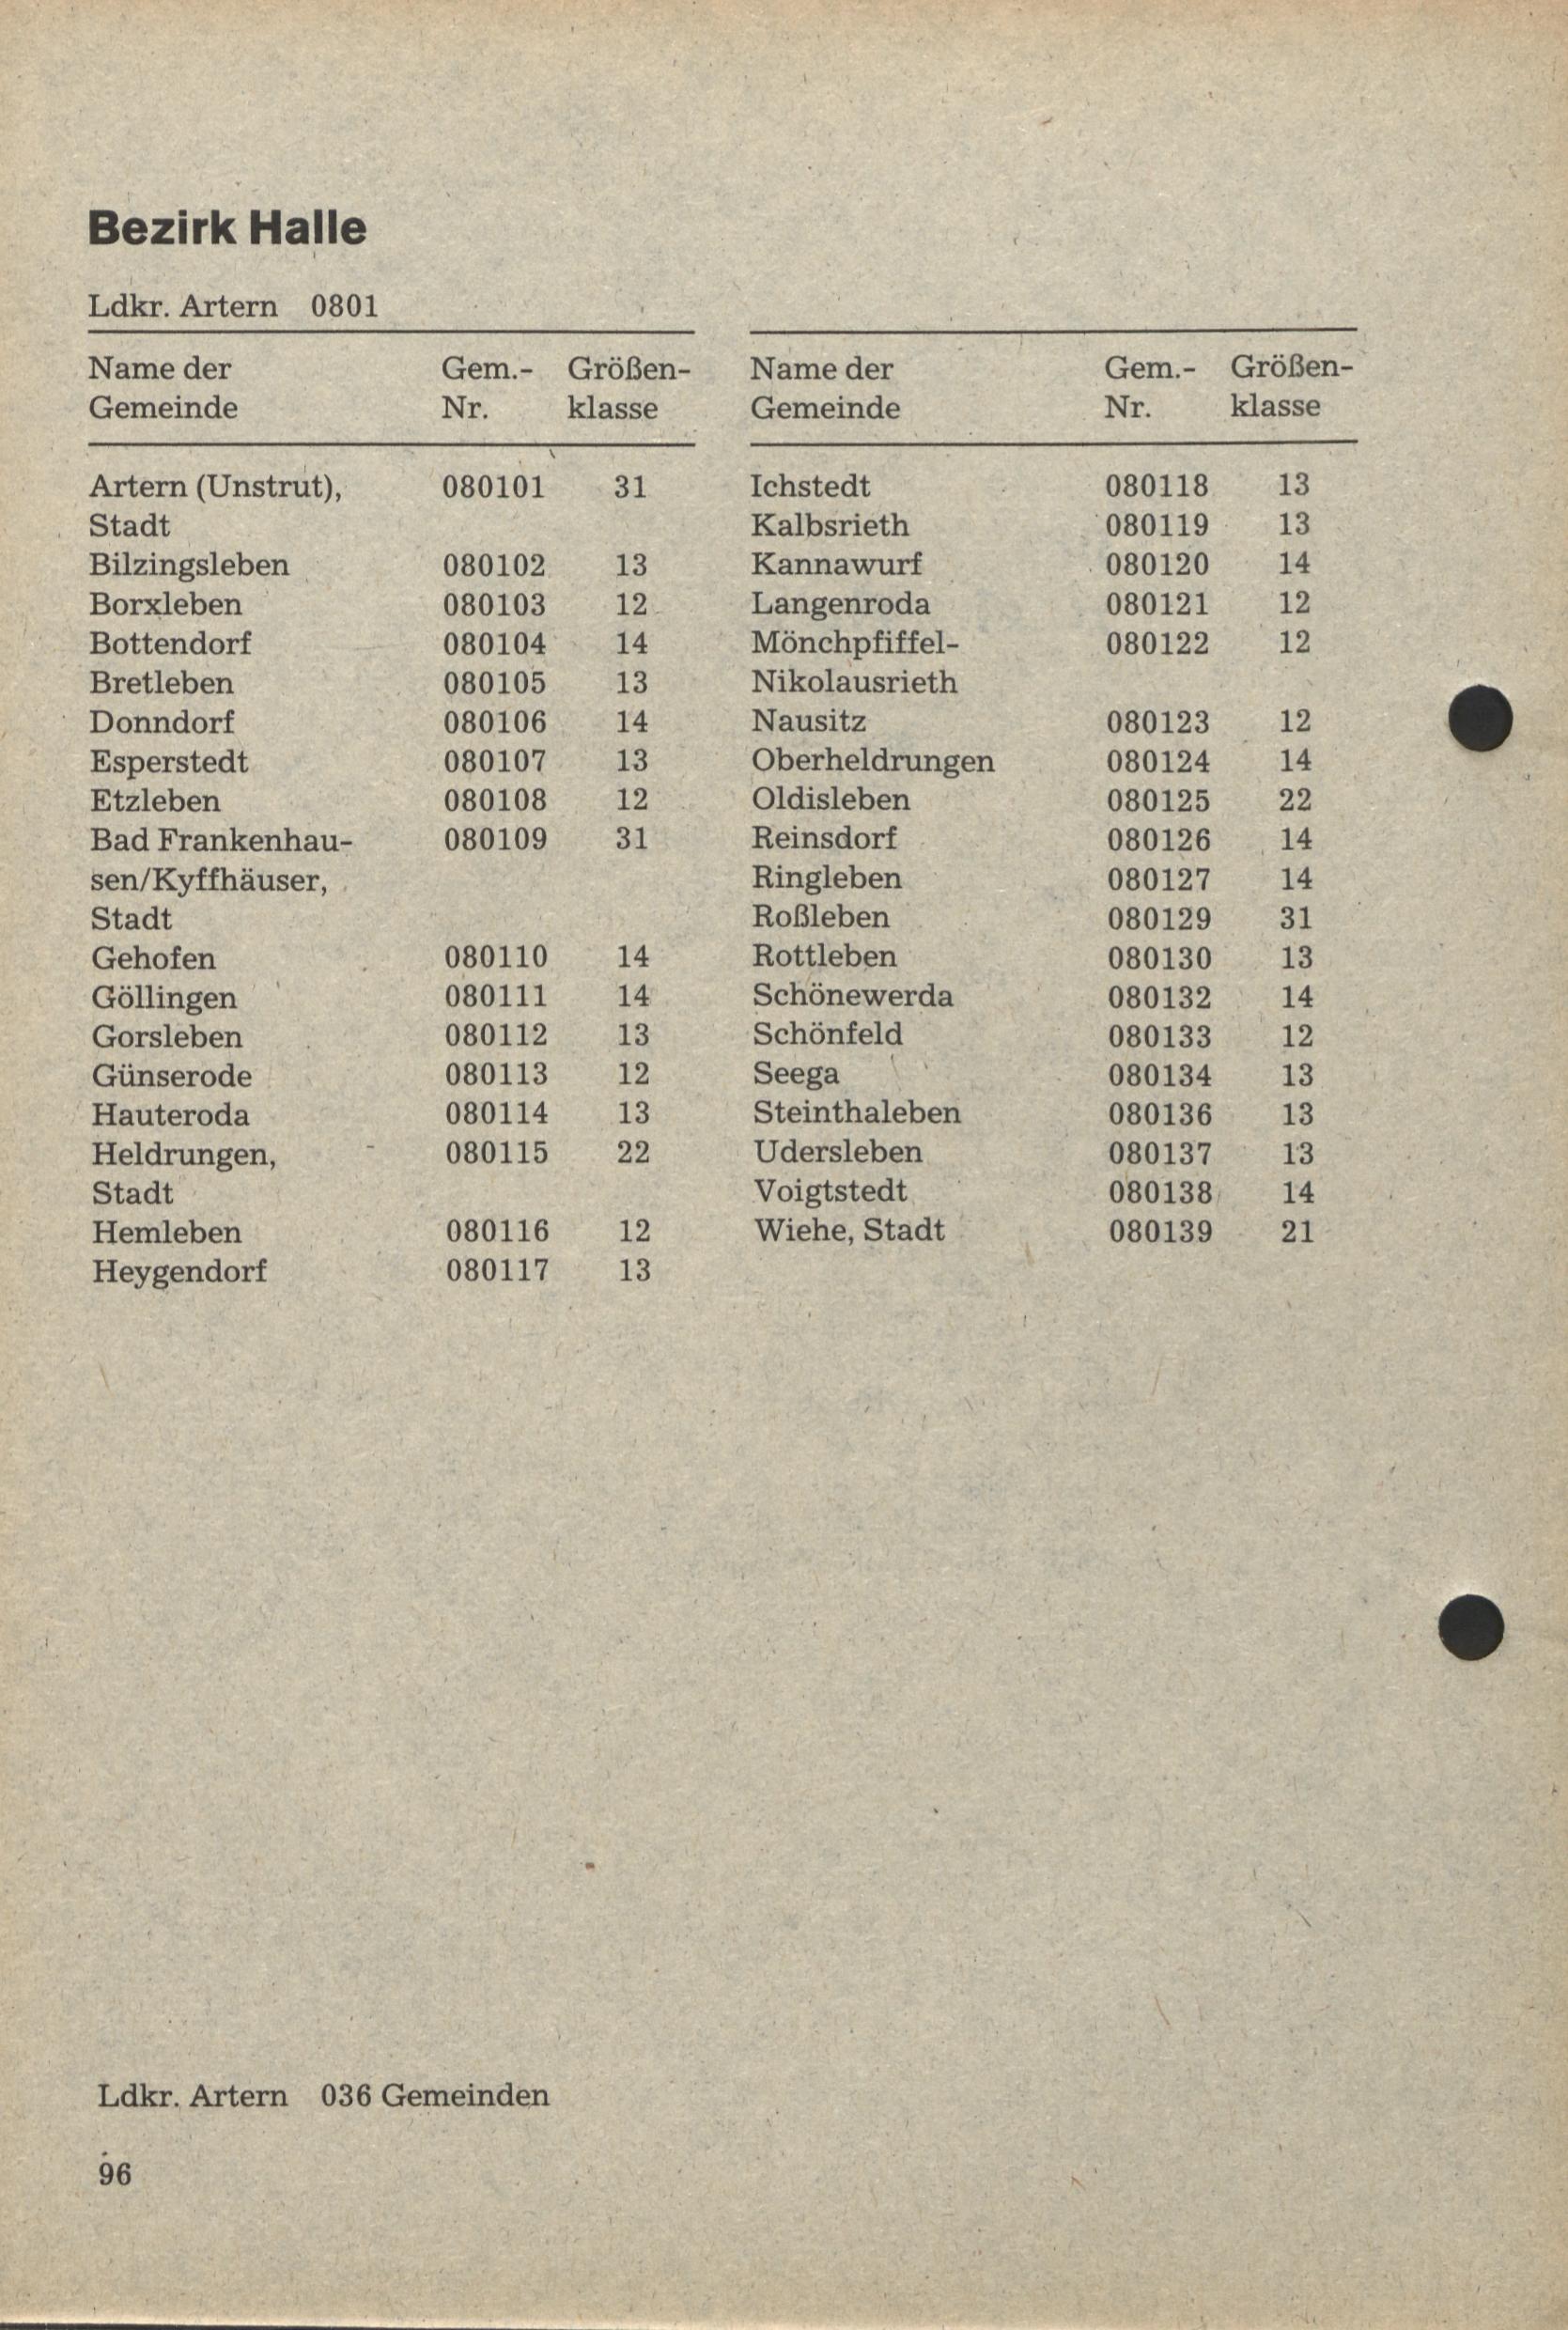 Bezirk Halle
Ldkr. Artern 0801
Name der Gem.- Größen-
Gemeinde Nr. klasse
Artern (Unstrut), 080101 31
Stadt
Bilzingsleben 080102 13
Borxleben 080103 12
Bottendorf 080104 14
Bretleben 080105 13
Donndorf 080106 14
Esperstedt 080107 13
Etzleben 080108 12
Bad Frankenhau- 080109 31
sen/Kyffhäuser,
Stadt
Gehofen 080110 14
Göllingen 080111 14
Gorsleben 080112 13
Günserode 080113 12
Hauteroda 080114 13
Heldrungen, 080115 22
Stadt
Hemleben 080116 12
Heygendorf 080117 13
Name der Gem.- Größen-
Gemeinde Nr. klasse
Ichstedt 080118 13
Kalbsrieth 080119 13
Kannawurf 080120 14
Langenroda 080121 12
Mönchpfiffel- 080122 12
Nikolausrieth
Nausitz 080123 12
Oberheldrungen 080124 14
Oldisleben 080125 22
Reinsdorf 080126 14
Ringleben 080127 14
Roßleben 080129 31
Rottleben 080130 13
Schönewerda 080132 14
Schönfeld 080133 12
Seega 080134 13
Steinthaleben 080136 13
Udersleben 080137 13
Voigtstedt 080138 14
Wiehe, Stadt 080139 21
Ldkr. Artern 036 Gemeinden
96